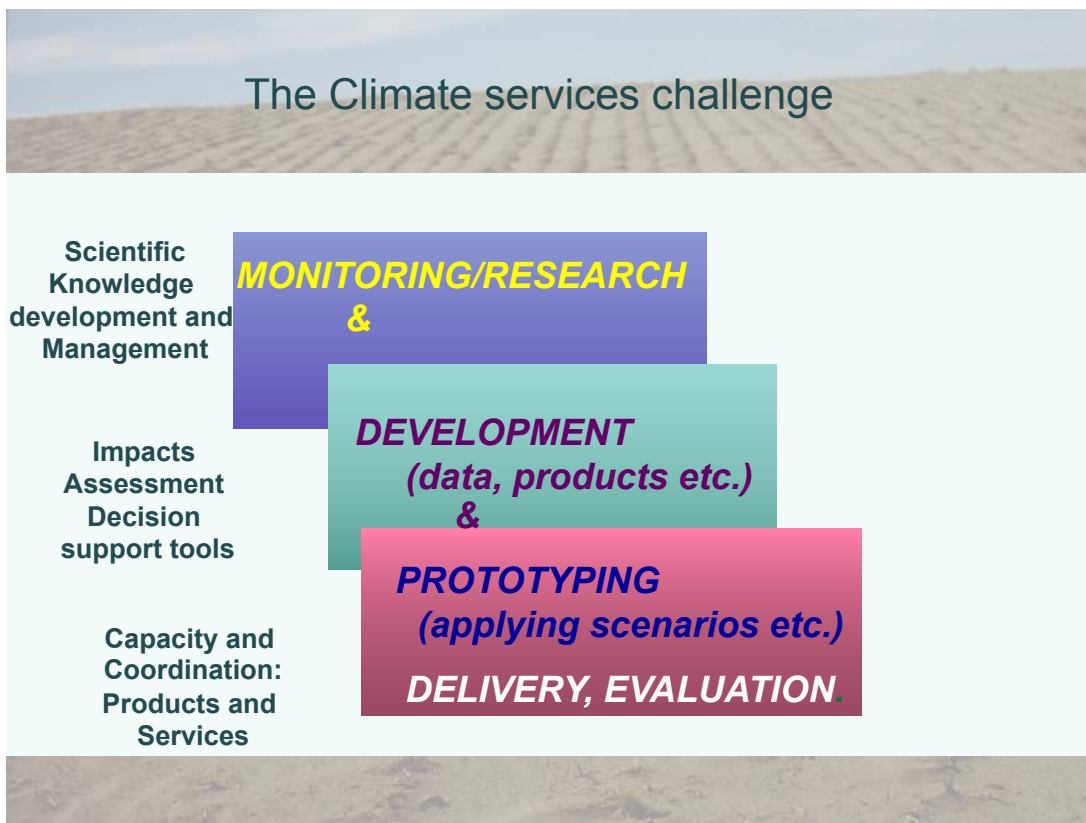 The Climate services challenge
Scientific
Knowledge
development and
Management
MONITORING/RESEARCH
&
Impacts
Assessment
Decision
support tools
DEVELOPMENT
(data, products etc.)
&
Capacity and
Coordination:
Products and
Services
PROTOTYPING
(applying scenarios etc.)
DELIVERY, EVALUATION.